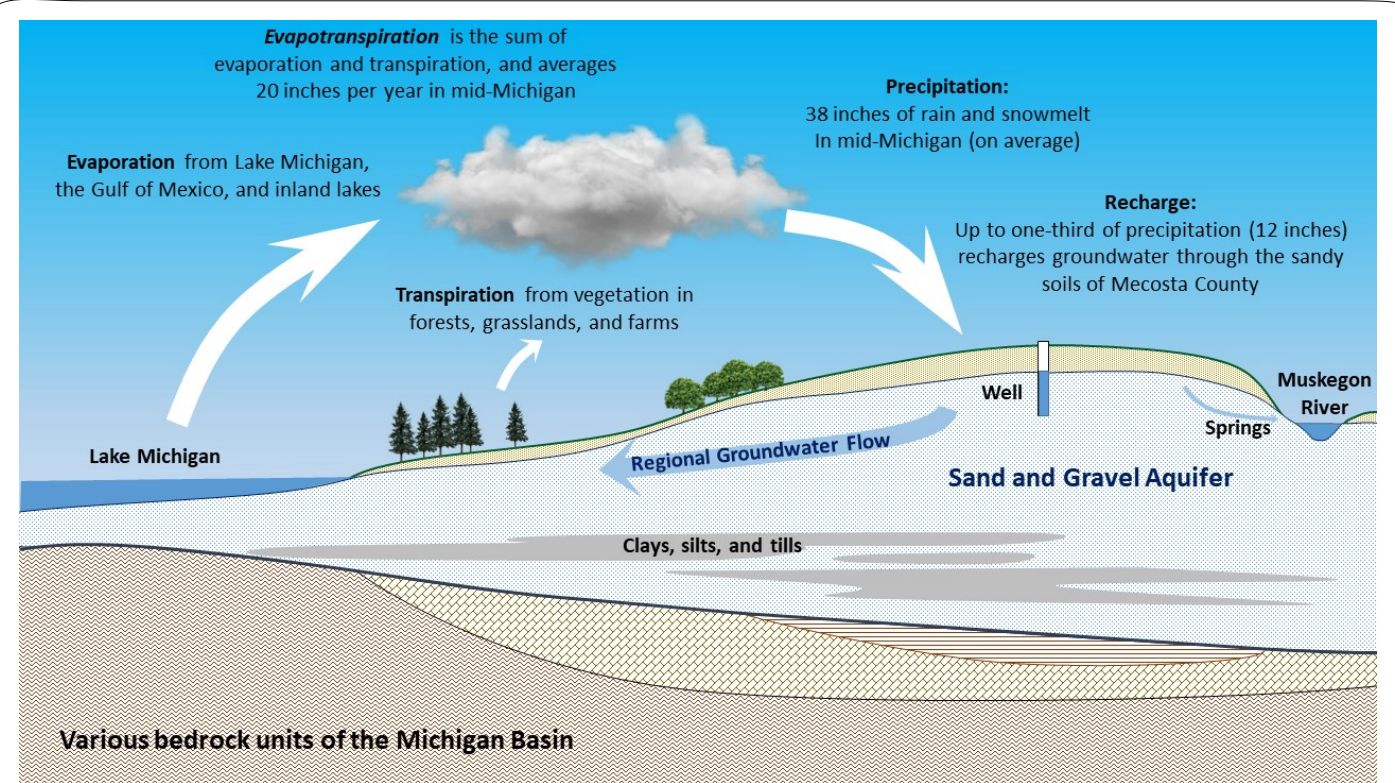 Evapotranspiration is the sum of
evaporation and transpiration, and averages
20 inches per year in mid-Michigan
Precipitation:
38 inches of rain and snowmelt
In mid-Michigan (on average)
Evaporation from Lake Michigan,
the Gulf of Mexico, and inland lakes
Recharge:
Up to one-third of precipitation (12 inches)
recharges groundwater through the sandy
soils of Mecosta County
Transpiration from vegetation in
forests, grasslands, and farms
Well
Muskegon
River
Springs
Lake Michigan
Regional Groundwater Flow
Sand and Gravel Aquifer
Clays, silts, and tills
Various bedrock units of the Michigan Basin